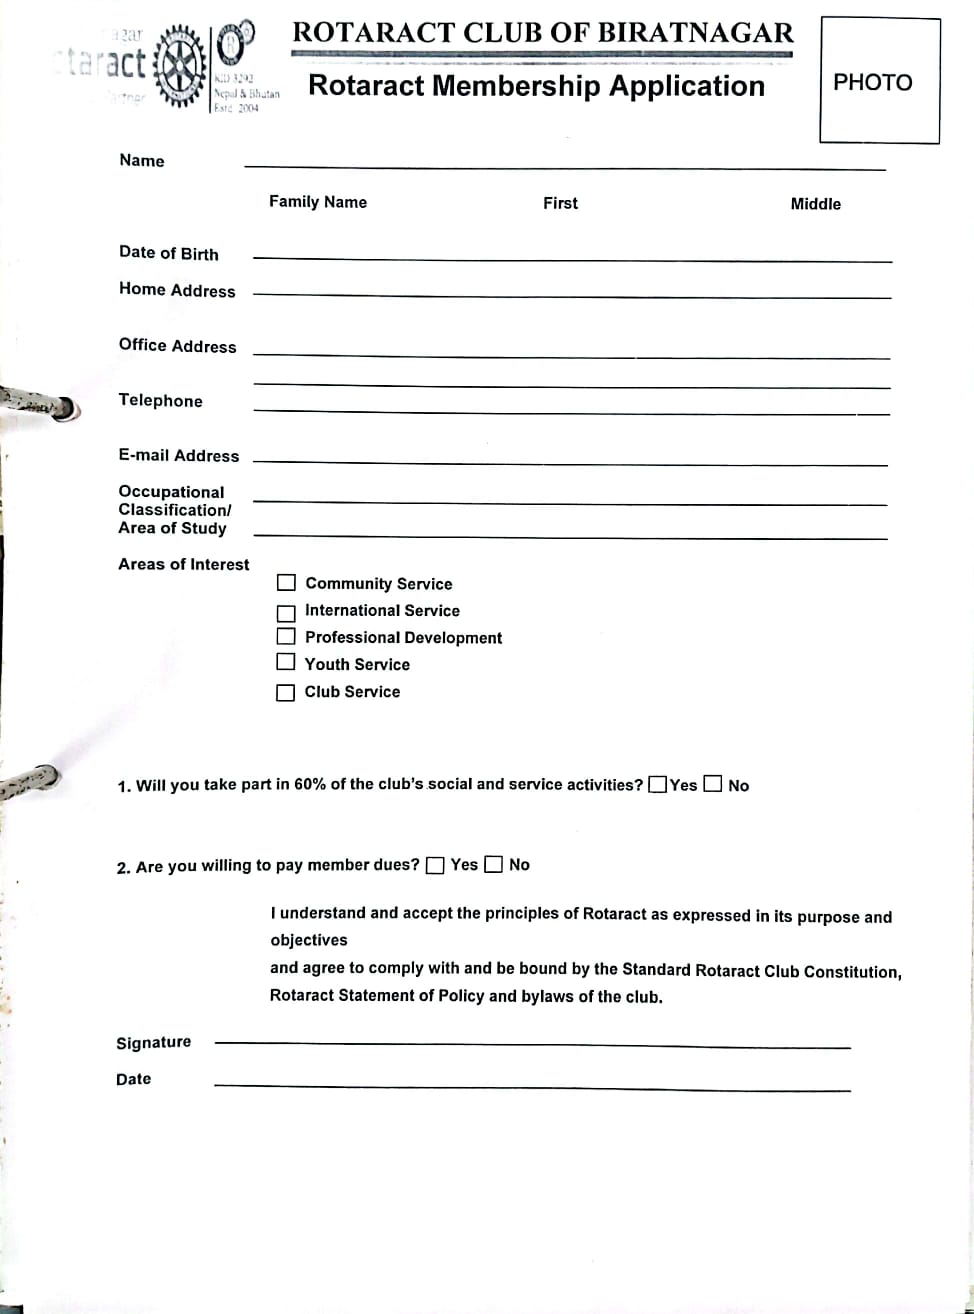 taract
RID 3292
Nepal & Bhutan
Estd. 2004
ROTARACT CLUB OF BIRATNAGAR
Rotaract Membership Application
PHOTO
Name
Family Name First Middle
Date of Birth
Home Address
Office Address
Telephone
E-mail Address
Occupational
Classification/
Area of Study
Areas of Interest
Community Service
International Service
Professional Development
Youth Service
Club Service
1. Will you take part in 60% of the club's social and service activities? Yes No
2. Are you willing to pay member dues? Yes No
I understand and accept the principles of Rotaract as expressed in its purpose and
objectives
and agree to comply with and be bound by the Standard Rotaract Club Constitution,
Rotaract Statement of Policy and bylaws of the club.
Signature
Date